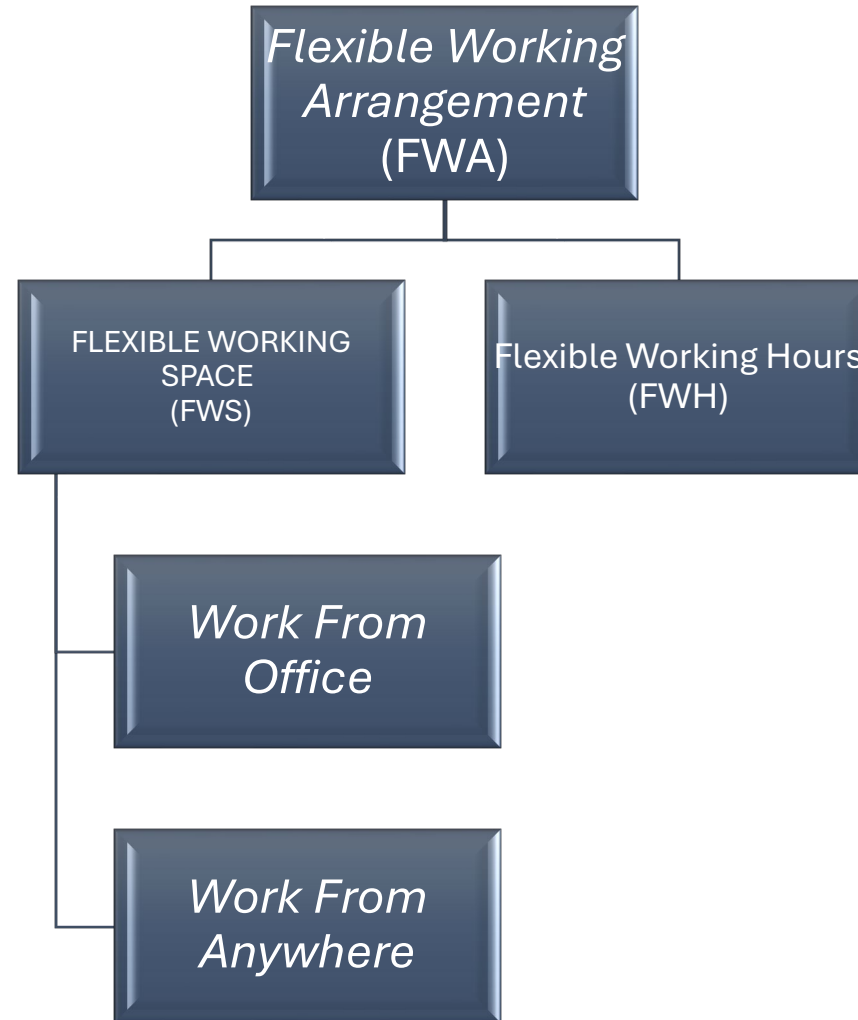 Flexible Working
Arrangement
(FWA)
FLEXIBLE WORKING
SPACE
(FWS)
Flexible Working Hours
(FWH)
Work From
Office
Work From
Anywhere